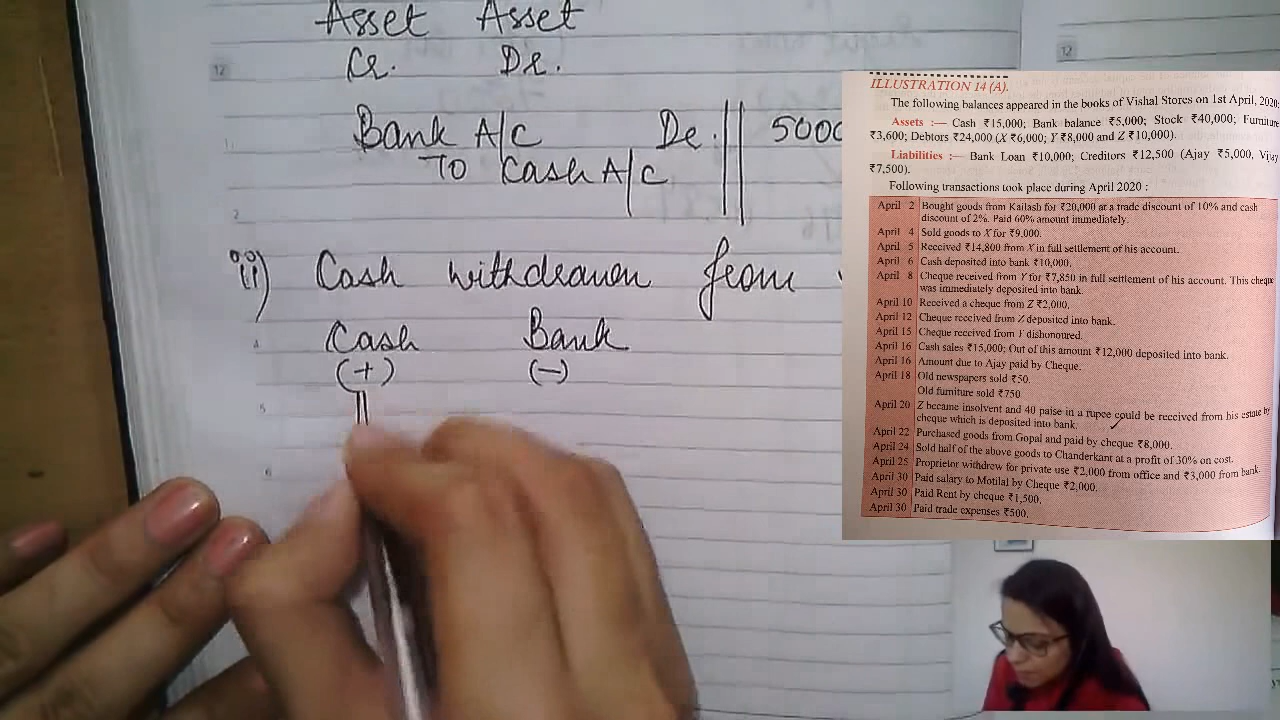 Asset Asset
Cr. Dr.
Bank A/C Dr. 5000
To Cash A/C
ii) Cash withdrawn from
Cash Bank
(+) (-)
12
11
2
4
5
6
12
ILLUSTRATION 14 (A).
The following balances appeared in the books of Vishal Stores on 1st April, 2020
Assets :— Cash ₹15,000; Bank balance ₹5,000; Stock ₹40,000; Furniture
₹3,600; Debtors ₹24,000 (X ₹6,000; Y ₹8,000 and Z ₹10,000).
Liabilities :— Bank Loan ₹10,000; Creditors ₹12,500 (Ajay ₹5,000, Vijay
₹7,500).
Following transactions took place during April 2020 :
April 2 Bought goods from Kailash for ₹20,000 at a trade discount of 10% and cash
discount of 2%. Paid 60% amount immediately.
April 4 Sold goods to X for ₹9,000.
April 5 Received ₹14,800 from X in full settlement of his account.
April 6 Cash deposited into bank ₹10,000.
April 8 Cheque received from Y for ₹7,850 in full settlement of his account. This cheque
was immediately deposited into bank.
April 10 Received a cheque from Z ₹2,000.
April 12 Cheque received from Z deposited into bank.
April 15 Cheque received from Y dishonoured.
April 16 Cash sales ₹15,000; Out of this amount ₹12,000 deposited into bank.
April 16 Amount due to Ajay paid by Cheque.
April 18 Old newspapers sold ₹50.
Old furniture sold ₹750
April 20 Z became insolvent and 40 paise in a rupee could be received from his estate by
cheque which is deposited into bank.
April 22 Purchased goods from Gopal and paid by cheque ₹8,000.
April 24 Sold half of the above goods to Chanderkant at a profit of 30% on cost.
April 25 Proprietor withdrew for private use ₹2,000 from office and ₹3,000 from bank.
April 30 Paid salary to Motilal by Cheque ₹2,000.
April 30 Paid Rent by cheque ₹1,500.
April 30 Paid trade expenses ₹500.